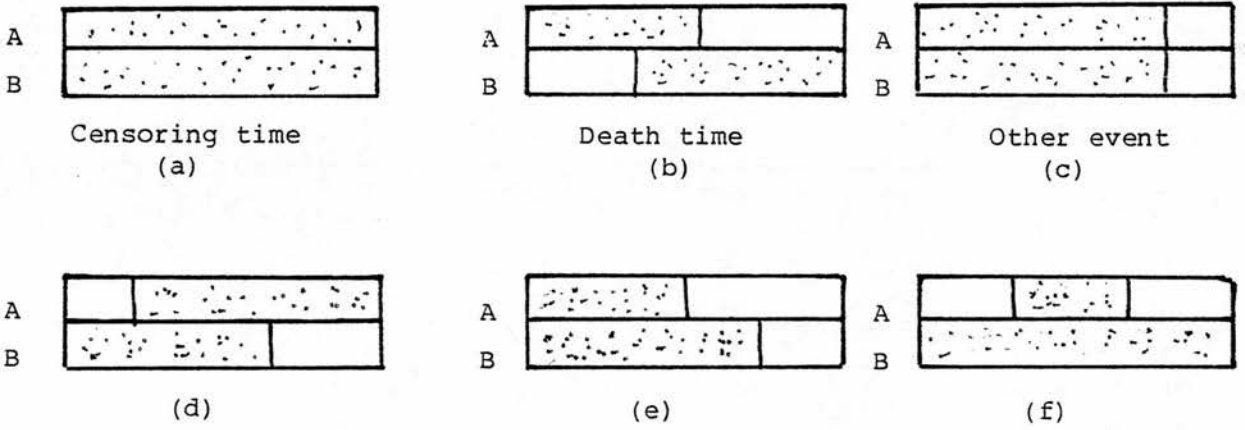 A A A
B B B
Censoring time Death time Other event
(a) (b) (c)
A A A
B B B
(d) (e) (f)